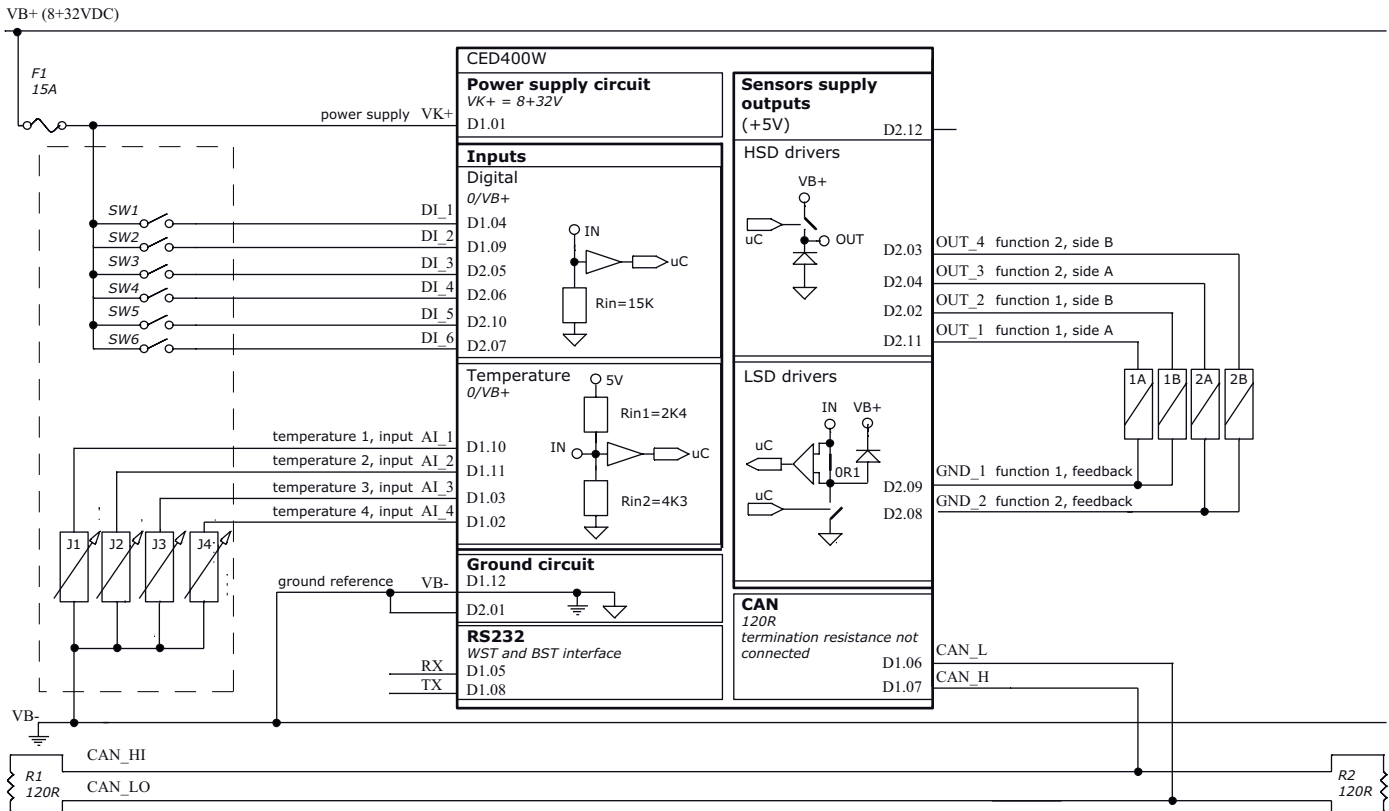 VB+ (8+32VDC)
F1
15A
power supply VK+
SW1
SW2
SW3
SW4
SW5
SW6
DI_1
DI_2
DI_3
DI_4
DI_5
DI_6
temperature 1, input AI_1
temperature 2, input AI_2
temperature 3, input AI_3
temperature 4, input AI_4
J1 J2 J3 J4
ground reference VB-
RX
TX
CED400W
Power supply circuit
VK+ = 8+32V
D1.01
Inputs
Digital
0/VB+
D1.04
D1.09
D2.05
D2.06
D2.10
D2.07
IN
uC
Rin=15K
Temperature
0/VB+
5V
Rin1=2K4
IN
uC
Rin2=4K3
D1.10
D1.11
D1.03
D1.02
Ground circuit
D1.12
D2.01
RS232
WST and BST interface
D1.05
D1.08
Sensors supply
outputs
(+5V)
D2.12
HSD drivers
VB+
uC
OUT
D2.03
D2.04
D2.02
D2.11
LSD drivers
IN VB+
uC
0R1
uC
D2.09
D2.08
CAN
120R
termination resistance not
connected
D1.06
D1.07
OUT_4 function 2, side B
OUT_3 function 2, side A
OUT_2 function 1, side B
OUT_1 function 1, side A
1A 1B 2A 2B
GND_1 function 1, feedback
GND_2 function 2, feedback
CAN_L
CAN_H
VB-
CAN_HI
R1
120R
CAN_LO
R2
120R